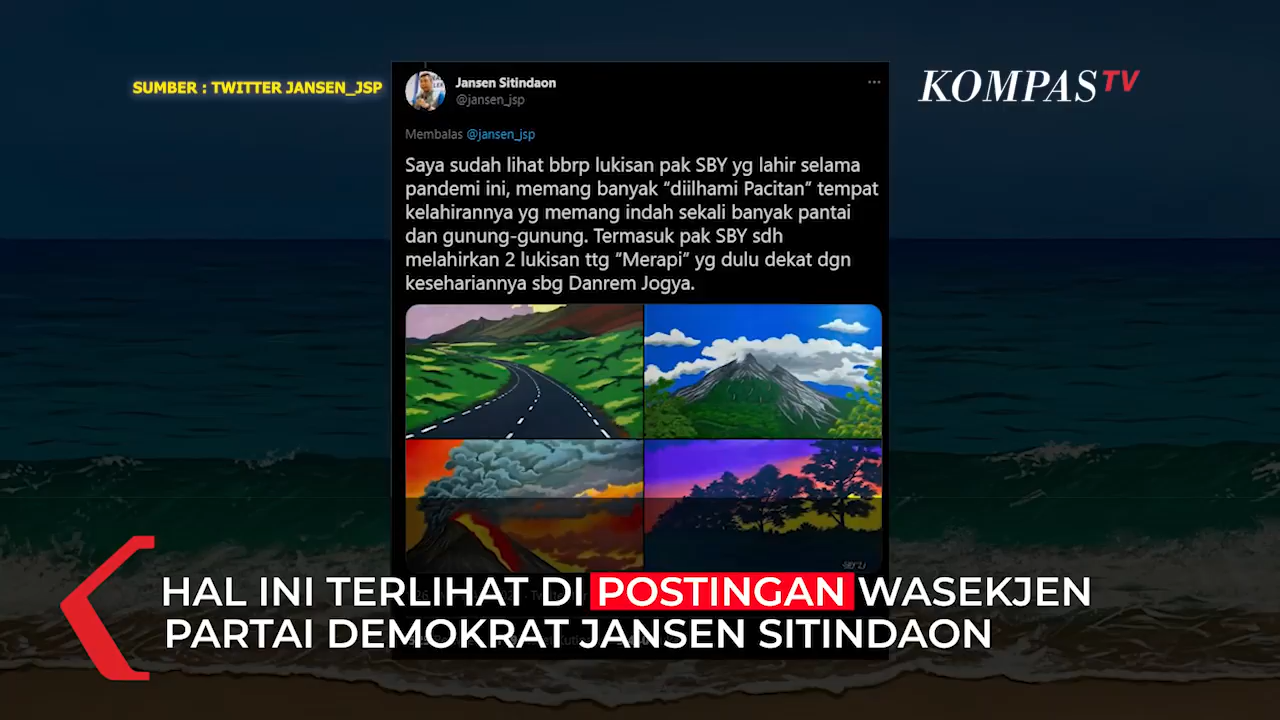 SUMBER : TWITTER JANSEN_JSP
KOMPAS TV
Jansen Sitindaon
@jansen_jsp
Membalas @jansen_jsp
Saya sudah lihat bbrp lukisan pak SBY yg lahir selama
pandemi ini, memang banyak “diilhami Pacitan” tempat
kelahirannya yg memang indah sekali banyak pantai
dan gunung-gunung. Termasuk pak SBY sdh
melahirkan 2 lukisan ttg “Merapi” yg dulu dekat dgn
kesehariannya sbg Danrem Jogya.
HAL INI TERLIHAT DI POSTINGAN WASEKJEN
PARTAI DEMOKRAT JANSEN SITINDAON